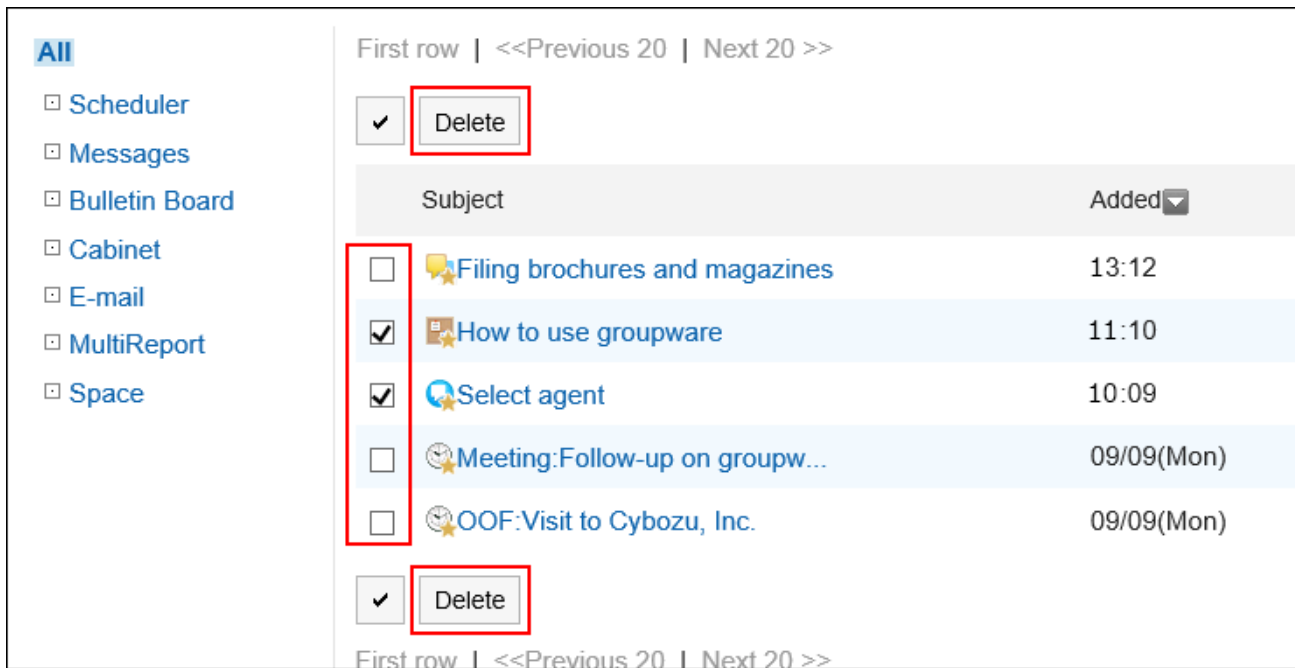 All
Scheduler
Messages
Bulletin Board
Cabinet
E-mail
MultiReport
Space
First row | <<Previous 20 | Next 20 >>
Delete
Subject Added
Filing brochures and magazines 13:12
How to use groupware 11:10
Select agent 10:09
Meeting:Follow-up on groupw... 09/09(Mon)
OOF:Visit to Cybozu, Inc. 09/09(Mon)
Delete
First row | <<Previous 20 | Next 20 >>